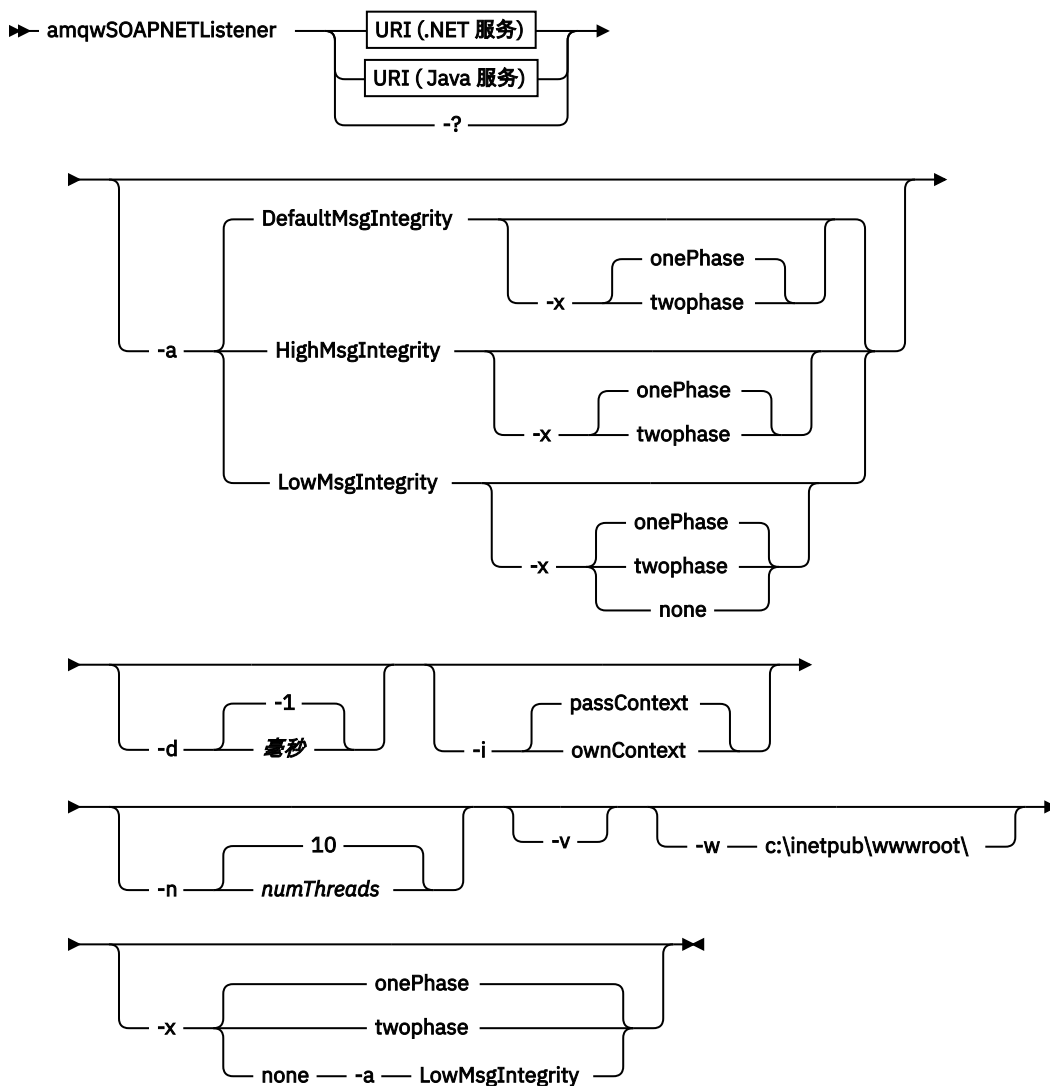 amqwSOAPNETListener URI (.NET 服务)
URI ( Java 服务)
-?
DefaultMsgIntegrity
onePhase
-x twophase
-a HighMsgIntegrity
onePhase
-x twophase
LowMsgIntegrity
onePhase
-x twophase
none
-1 passContext
-d 毫秒 -i ownContext
10 -v -w c:\inetpub\wwwroot\
-n numThreads
onePhase
-x twophase
none -a LowMsgIntegrity